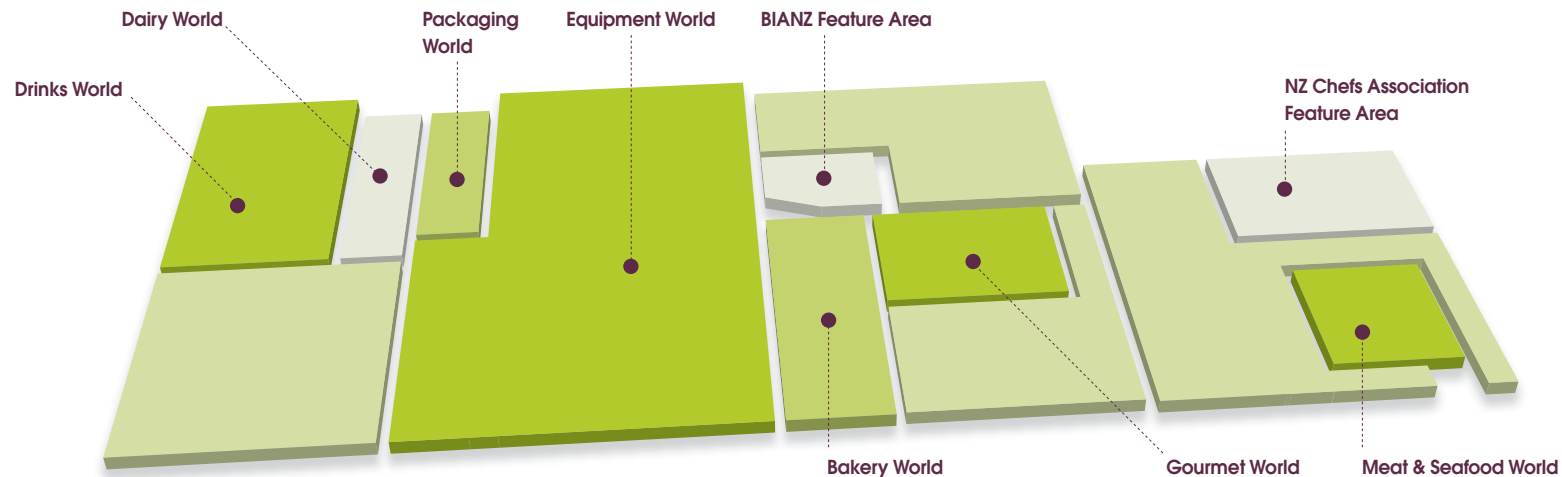 Dairy World
Packaging
World
Equipment World
BIANZ Feature Area
Drinks World
NZ Chefs Association
Feature Area
Bakery World
Gourmet World
Meat & Seafood World